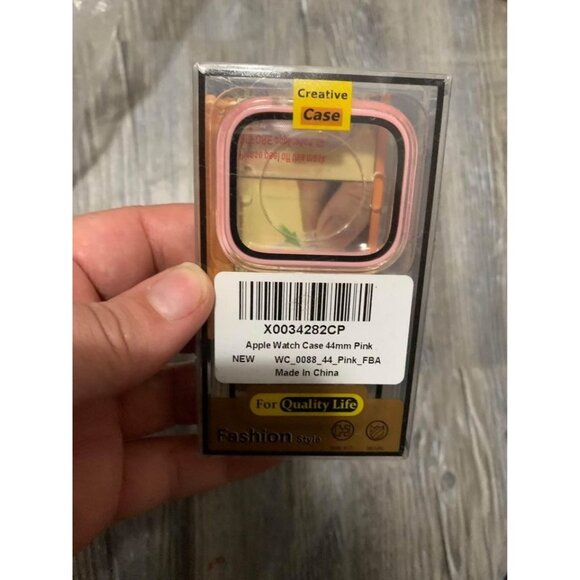 Creative
Case
X0034282CP
Apple Watch Case 44mm Pink
NEW WC_0088_44_Pink_FBA
Made In China
For Quality Life
Fashion Style